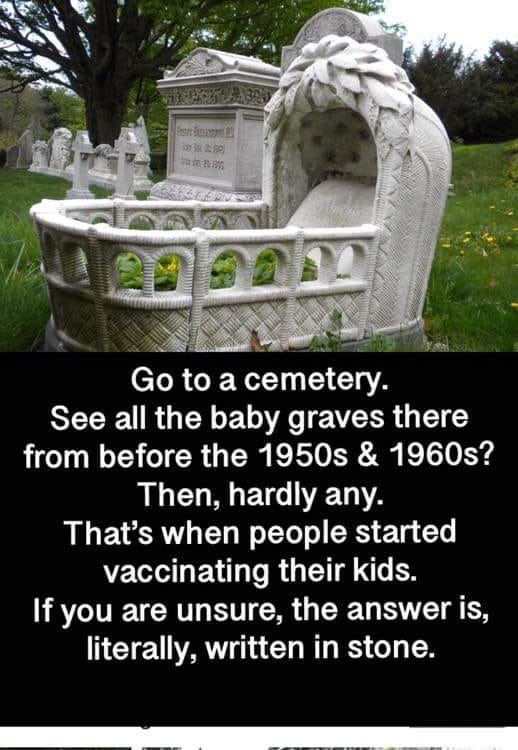 Go to a cemetery.
See all the baby graves there
from before the 1950s & 1960s?
Then, hardly any.
That's when people started
vaccinating their kids.
If you are unsure, the answer is,
literally, written in stone.